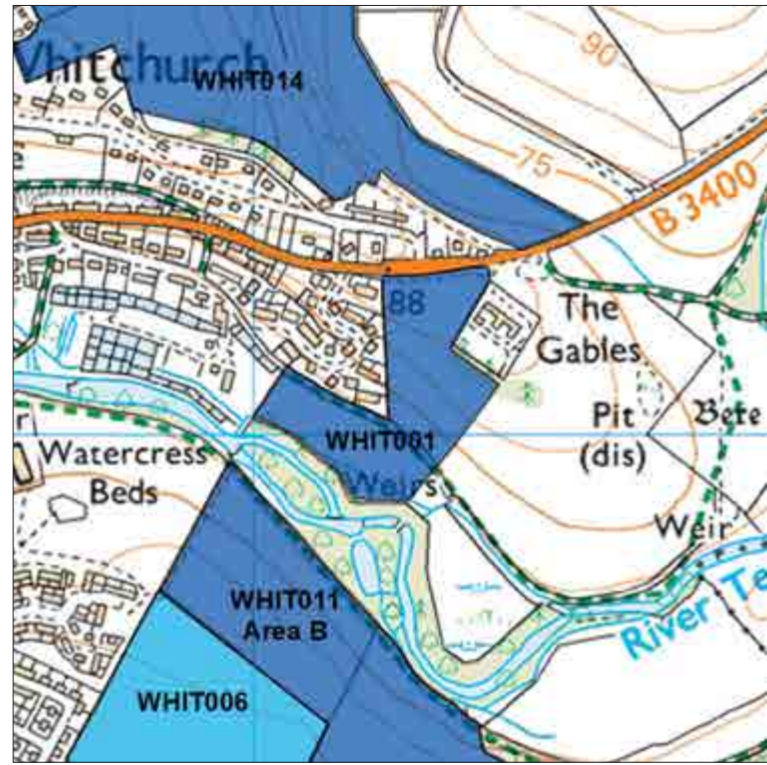 Whitchurch
WHIT014
90
75
B 3400
88
The
Gables
Pit
(dis)
WHIT001
Weirs
r
Watercress
Beds
Weir
WHIT011
Area B
River Te
WHIT006